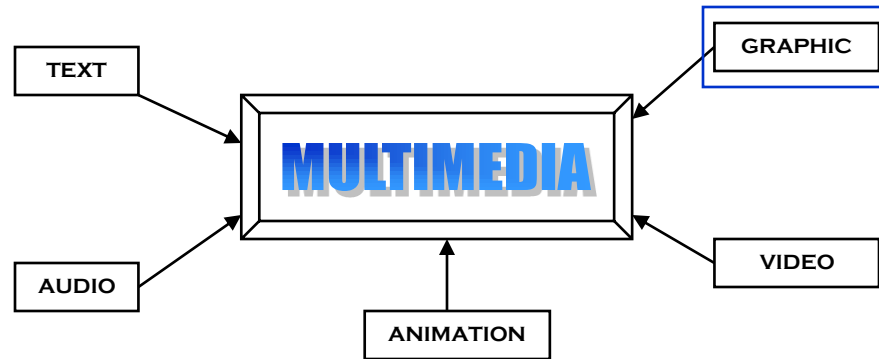 GRAPHIC
TEXT
MULTIMEDIA
VIDEO
AUDIO
ANIMATION